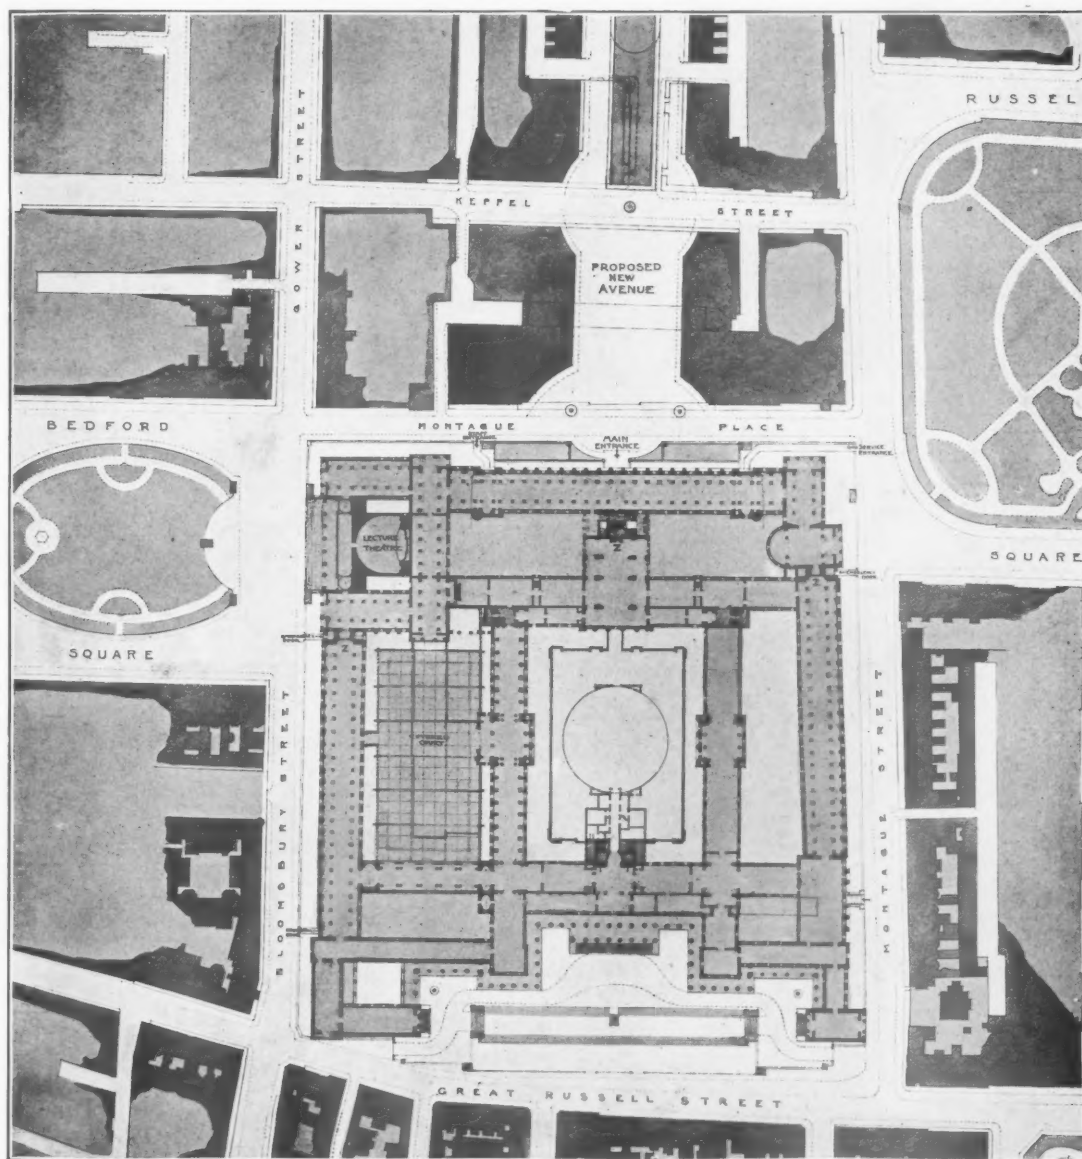 RUSSELL
STREET
KEPPEL STREET
GOWER
PROPOSED
NEW
AVENUE
BEDFORD
MONTAGUE PLACE
MAIN
ENTRANCE
SERVICE
ENTRANCE
LECTURE
THEATRE
SQUARE
SQUARE
BLOOMSBURY STREET
MONTAGUE STREET
GREAT RUSSELL STREET